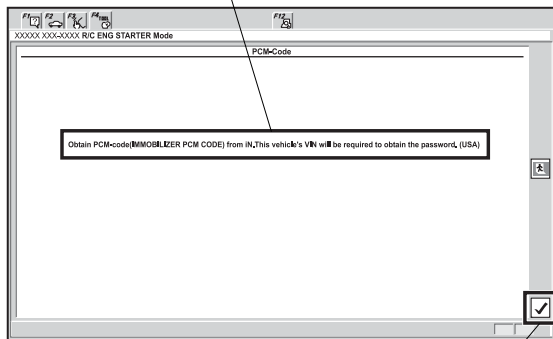 F1 F2 F3 F4 TOOL F12
XXXXX XXX-XXXX R/C ENG STARTER Mode
PCM-Code
Obtain PCM-code(IMMOBILIZER PCM CODE) from iN.This vehicle's VIN will be required to obtain the password. (USA)